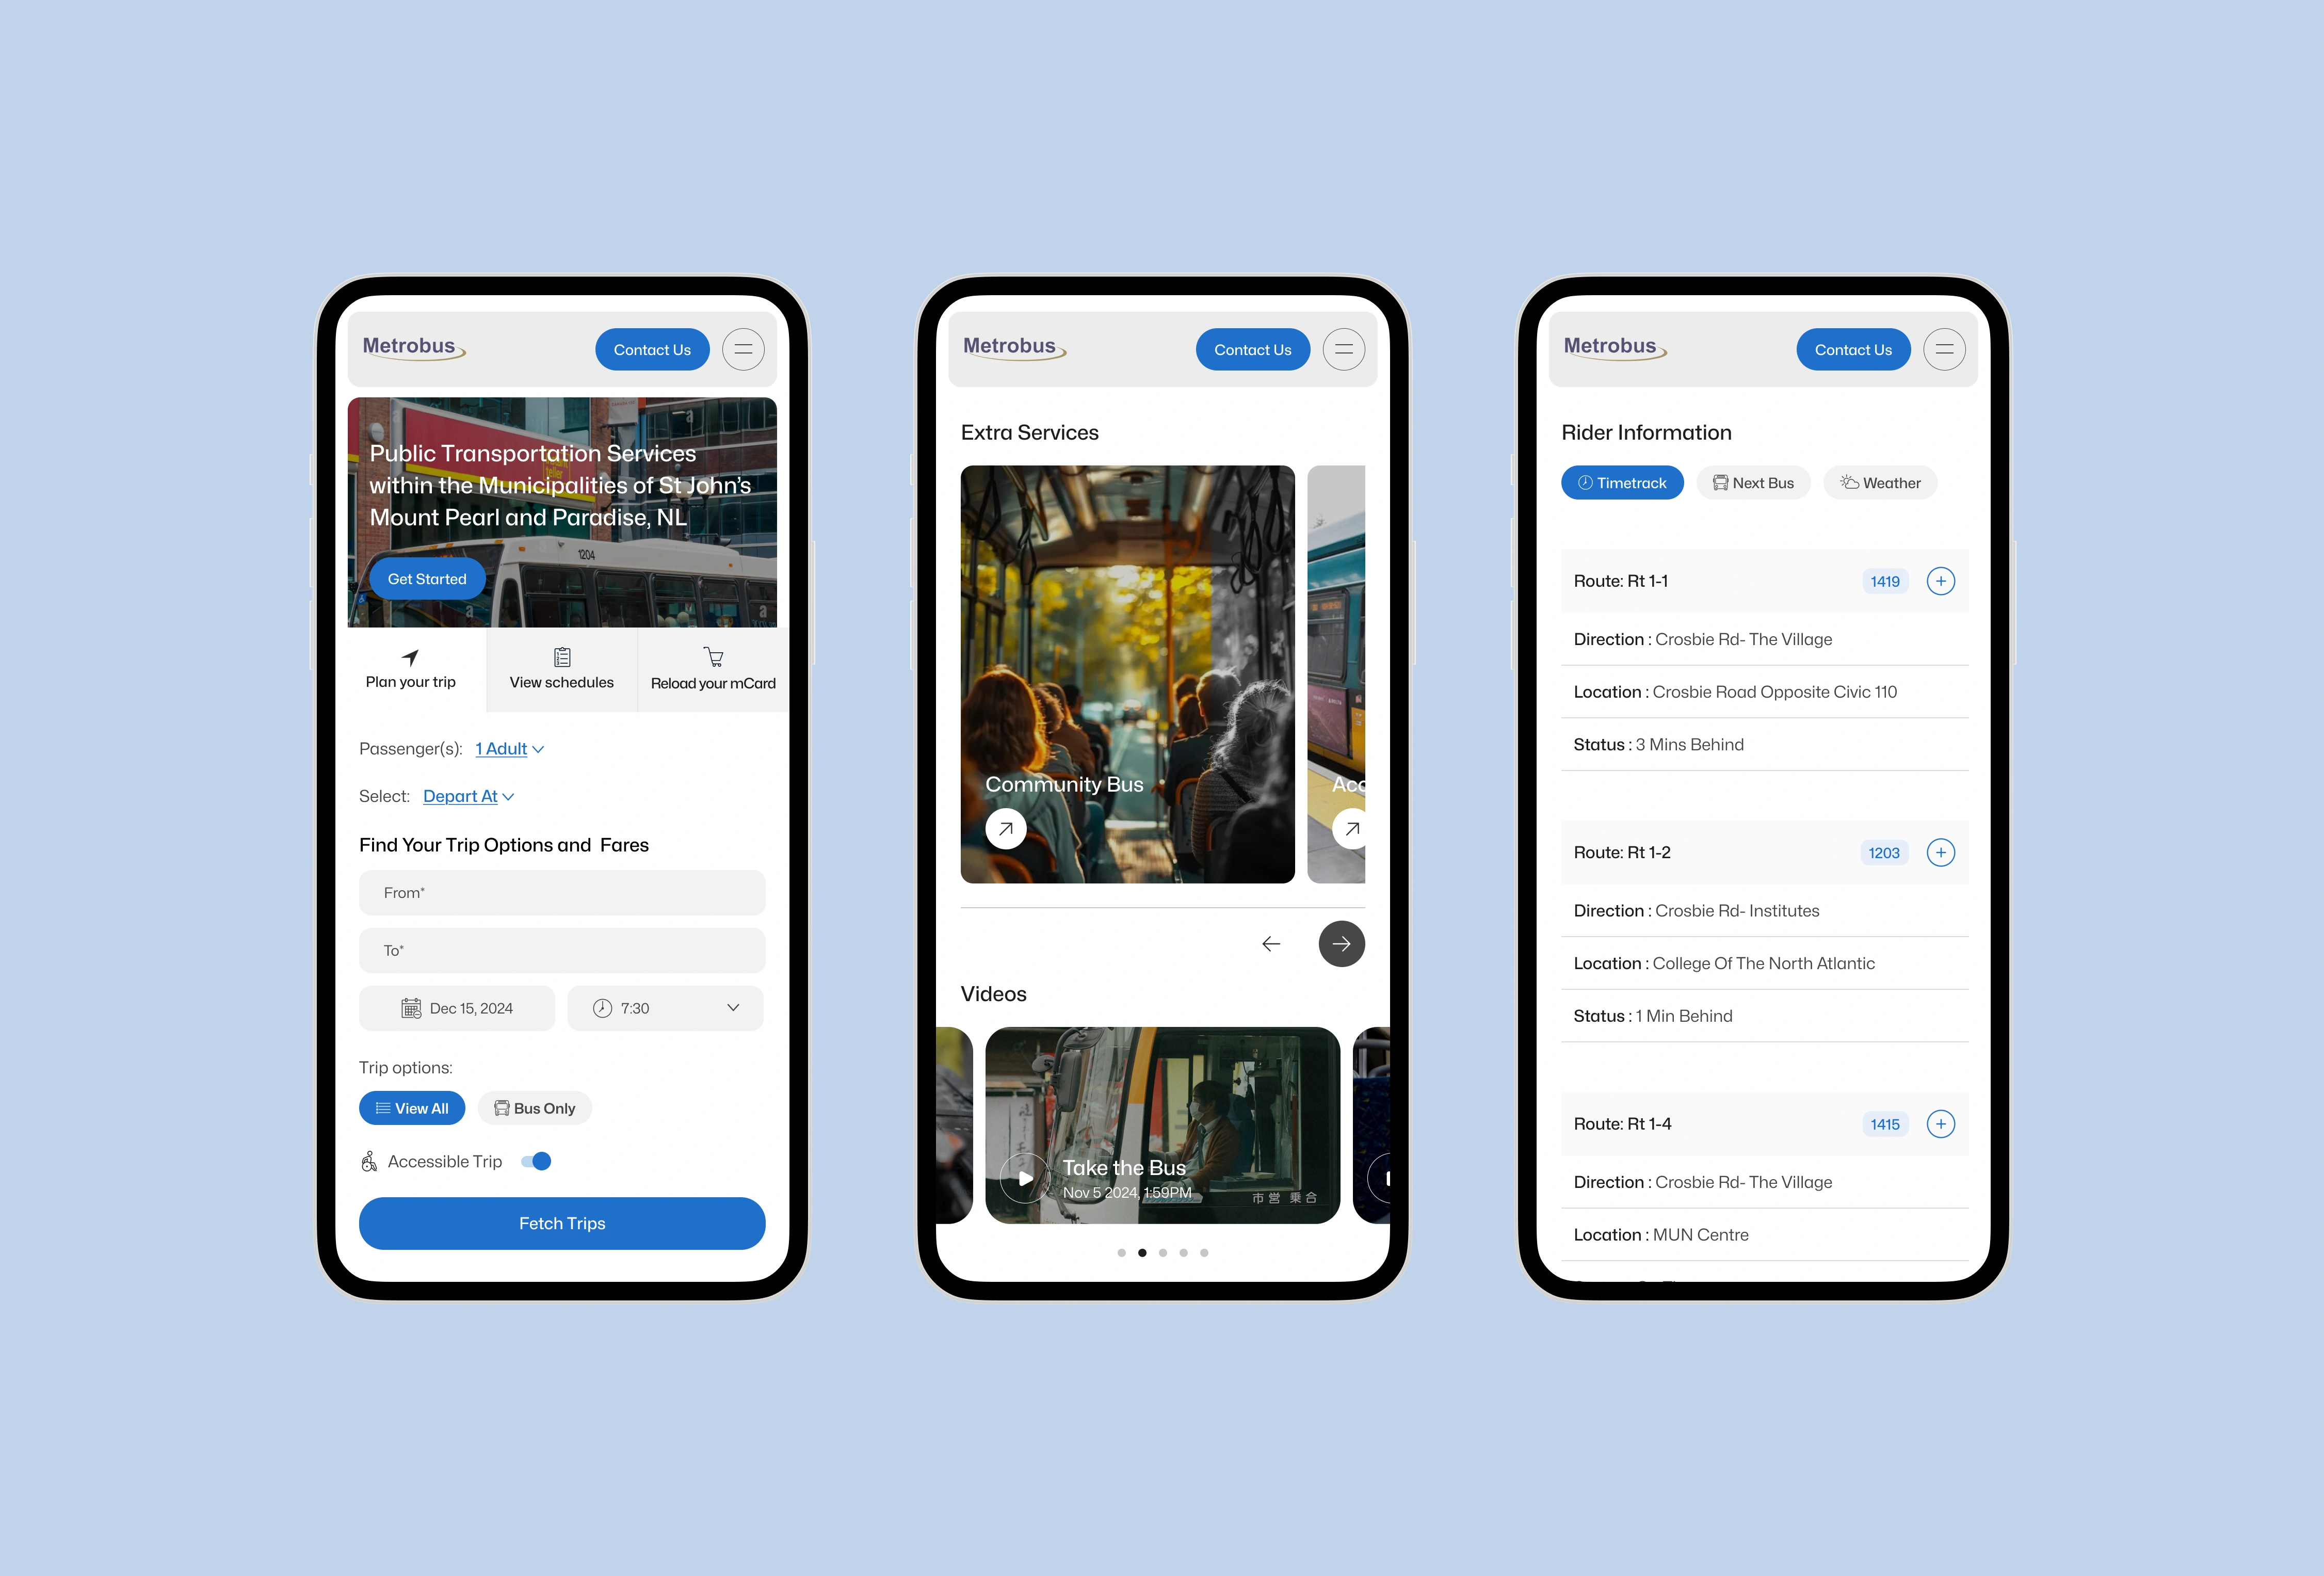 Metrobus
Contact Us
Public Transportation Services
within the Municipalities of St John's
Mount Pearl and Paradise, NL
1204
Get Started
Plan your trip
View schedules
Reload your mCard
Passenger(s): 1 Adult
Select: Depart At
Find Your Trip Options and Fares
From*
To*
Dec 15, 2024
7:30
Trip options:
View All
Bus Only
Accessible Trip
Fetch Trips
Metrobus
Contact Us
Extra Services
Community Bus
Acc
Videos
Take the Bus
Nov 5 2024, 1:59PM
市営 乗合
Metrobus
Contact Us
Rider Information
Timetrack
Next Bus
Weather
Route: Rt 1-1
1419
Direction : Crosbie Rd- The Village
Location : Crosbie Road Opposite Civic 110
Status : 3 Mins Behind
Route: Rt 1-2
1203
Direction : Crosbie Rd- Institutes
Location : College Of The North Atlantic
Status : 1 Min Behind
Route: Rt 1-4
1415
Direction : Crosbie Rd- The Village
Location : MUN Centre